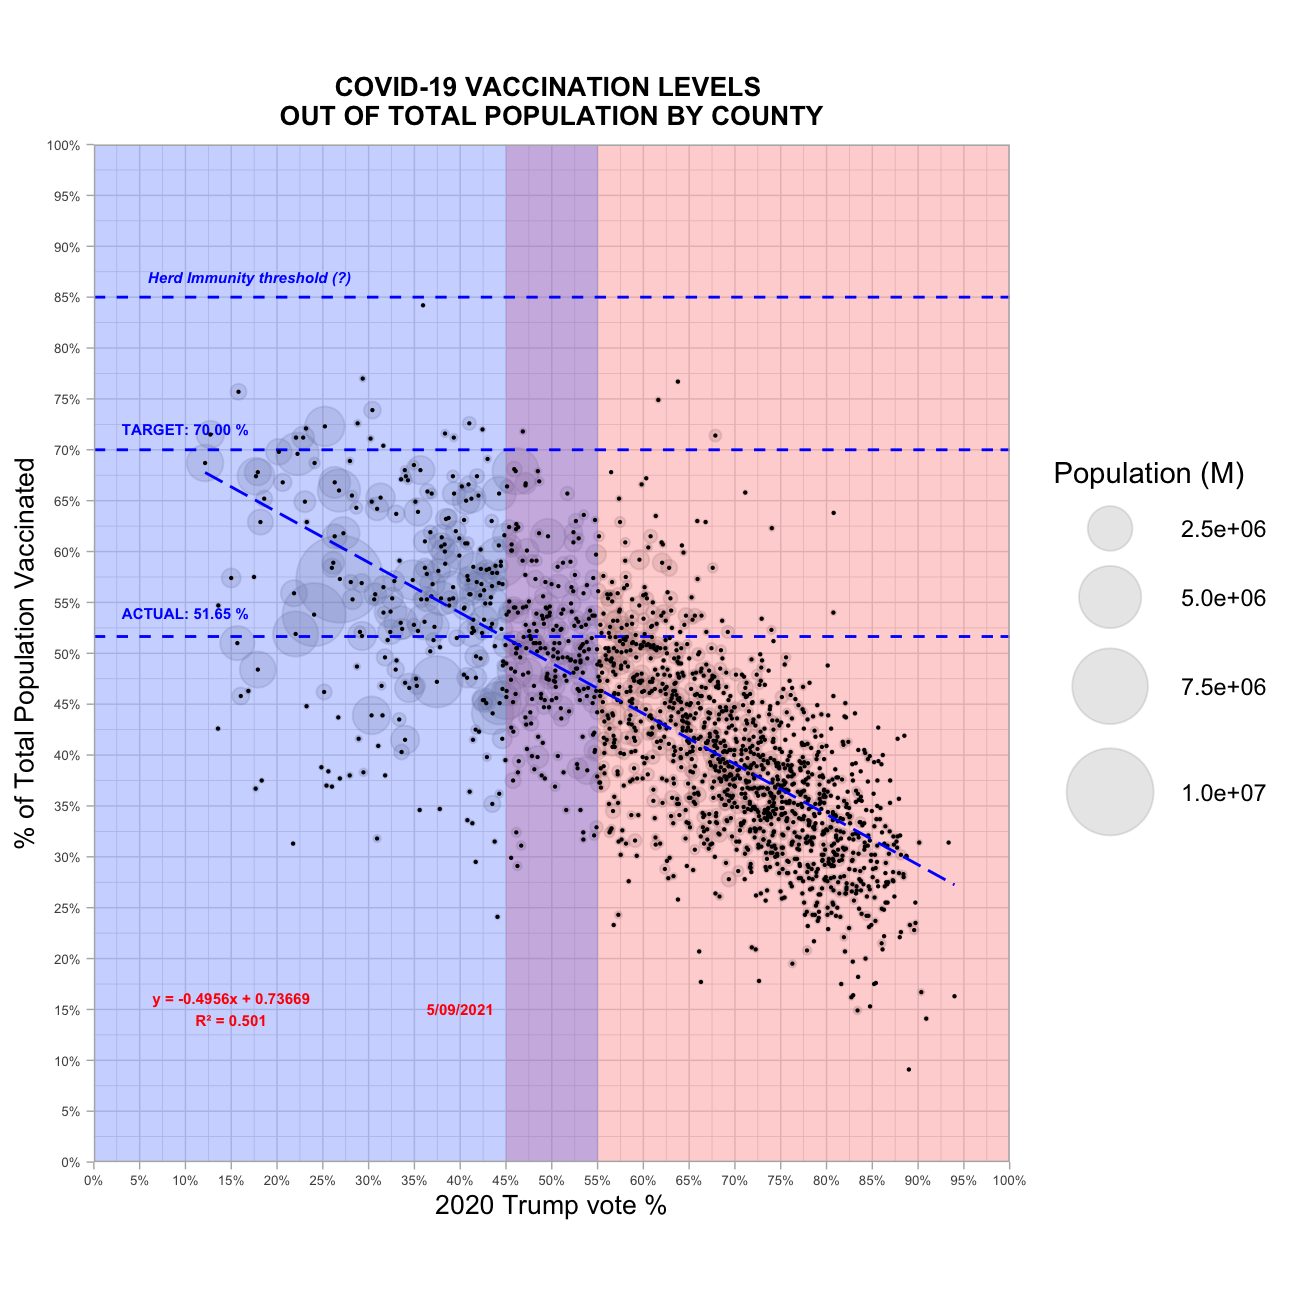 COVID-19 VACCINATION LEVELS
OUT OF TOTAL POPULATION BY COUNTY
% of Total Population Vaccinated
100%
95%
90%
85%
80%
75%
70%
65%
60%
55%
50%
45%
40%
35%
30%
25%
20%
15%
10%
5%
0%
Herd Immunity threshold (?)
TARGET: 70.00 %
ACTUAL: 51.65 %
y = -0.4956x + 0.73669
R² = 0.501
5/09/2021
0% 5% 10% 15% 20% 25% 30% 35% 40% 45% 50% 55% 60% 65% 70% 75% 80% 85% 90% 95% 100%
2020 Trump vote %
Population (M)
2.5e+06
5.0e+06
7.5e+06
1.0e+07